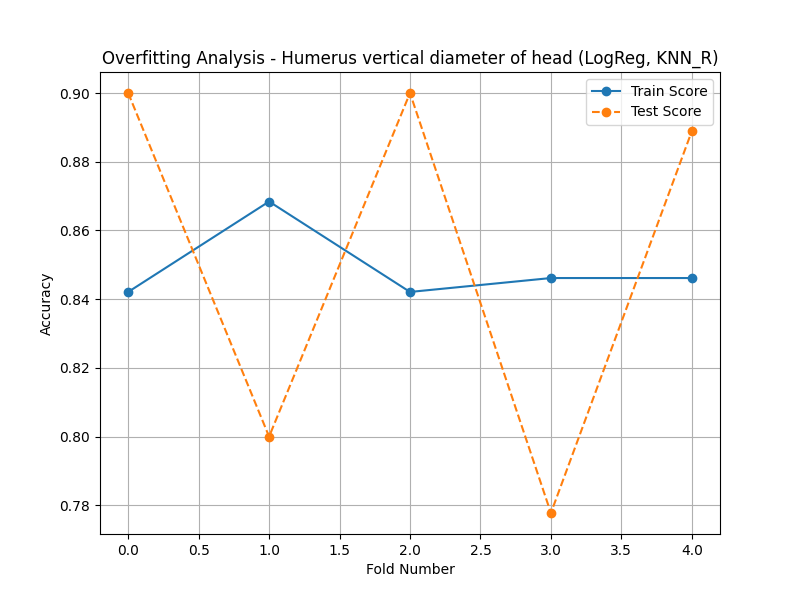 Overfitting Analysis - Humerus vertical diameter of head (LogReg, KNN_R)
Train Score
Test Score
Accuracy
0.90
0.88
0.86
0.84
0.82
0.80
0.78
0.0 0.5 1.0 1.5 2.0 2.5 3.0 3.5 4.0
Fold Number